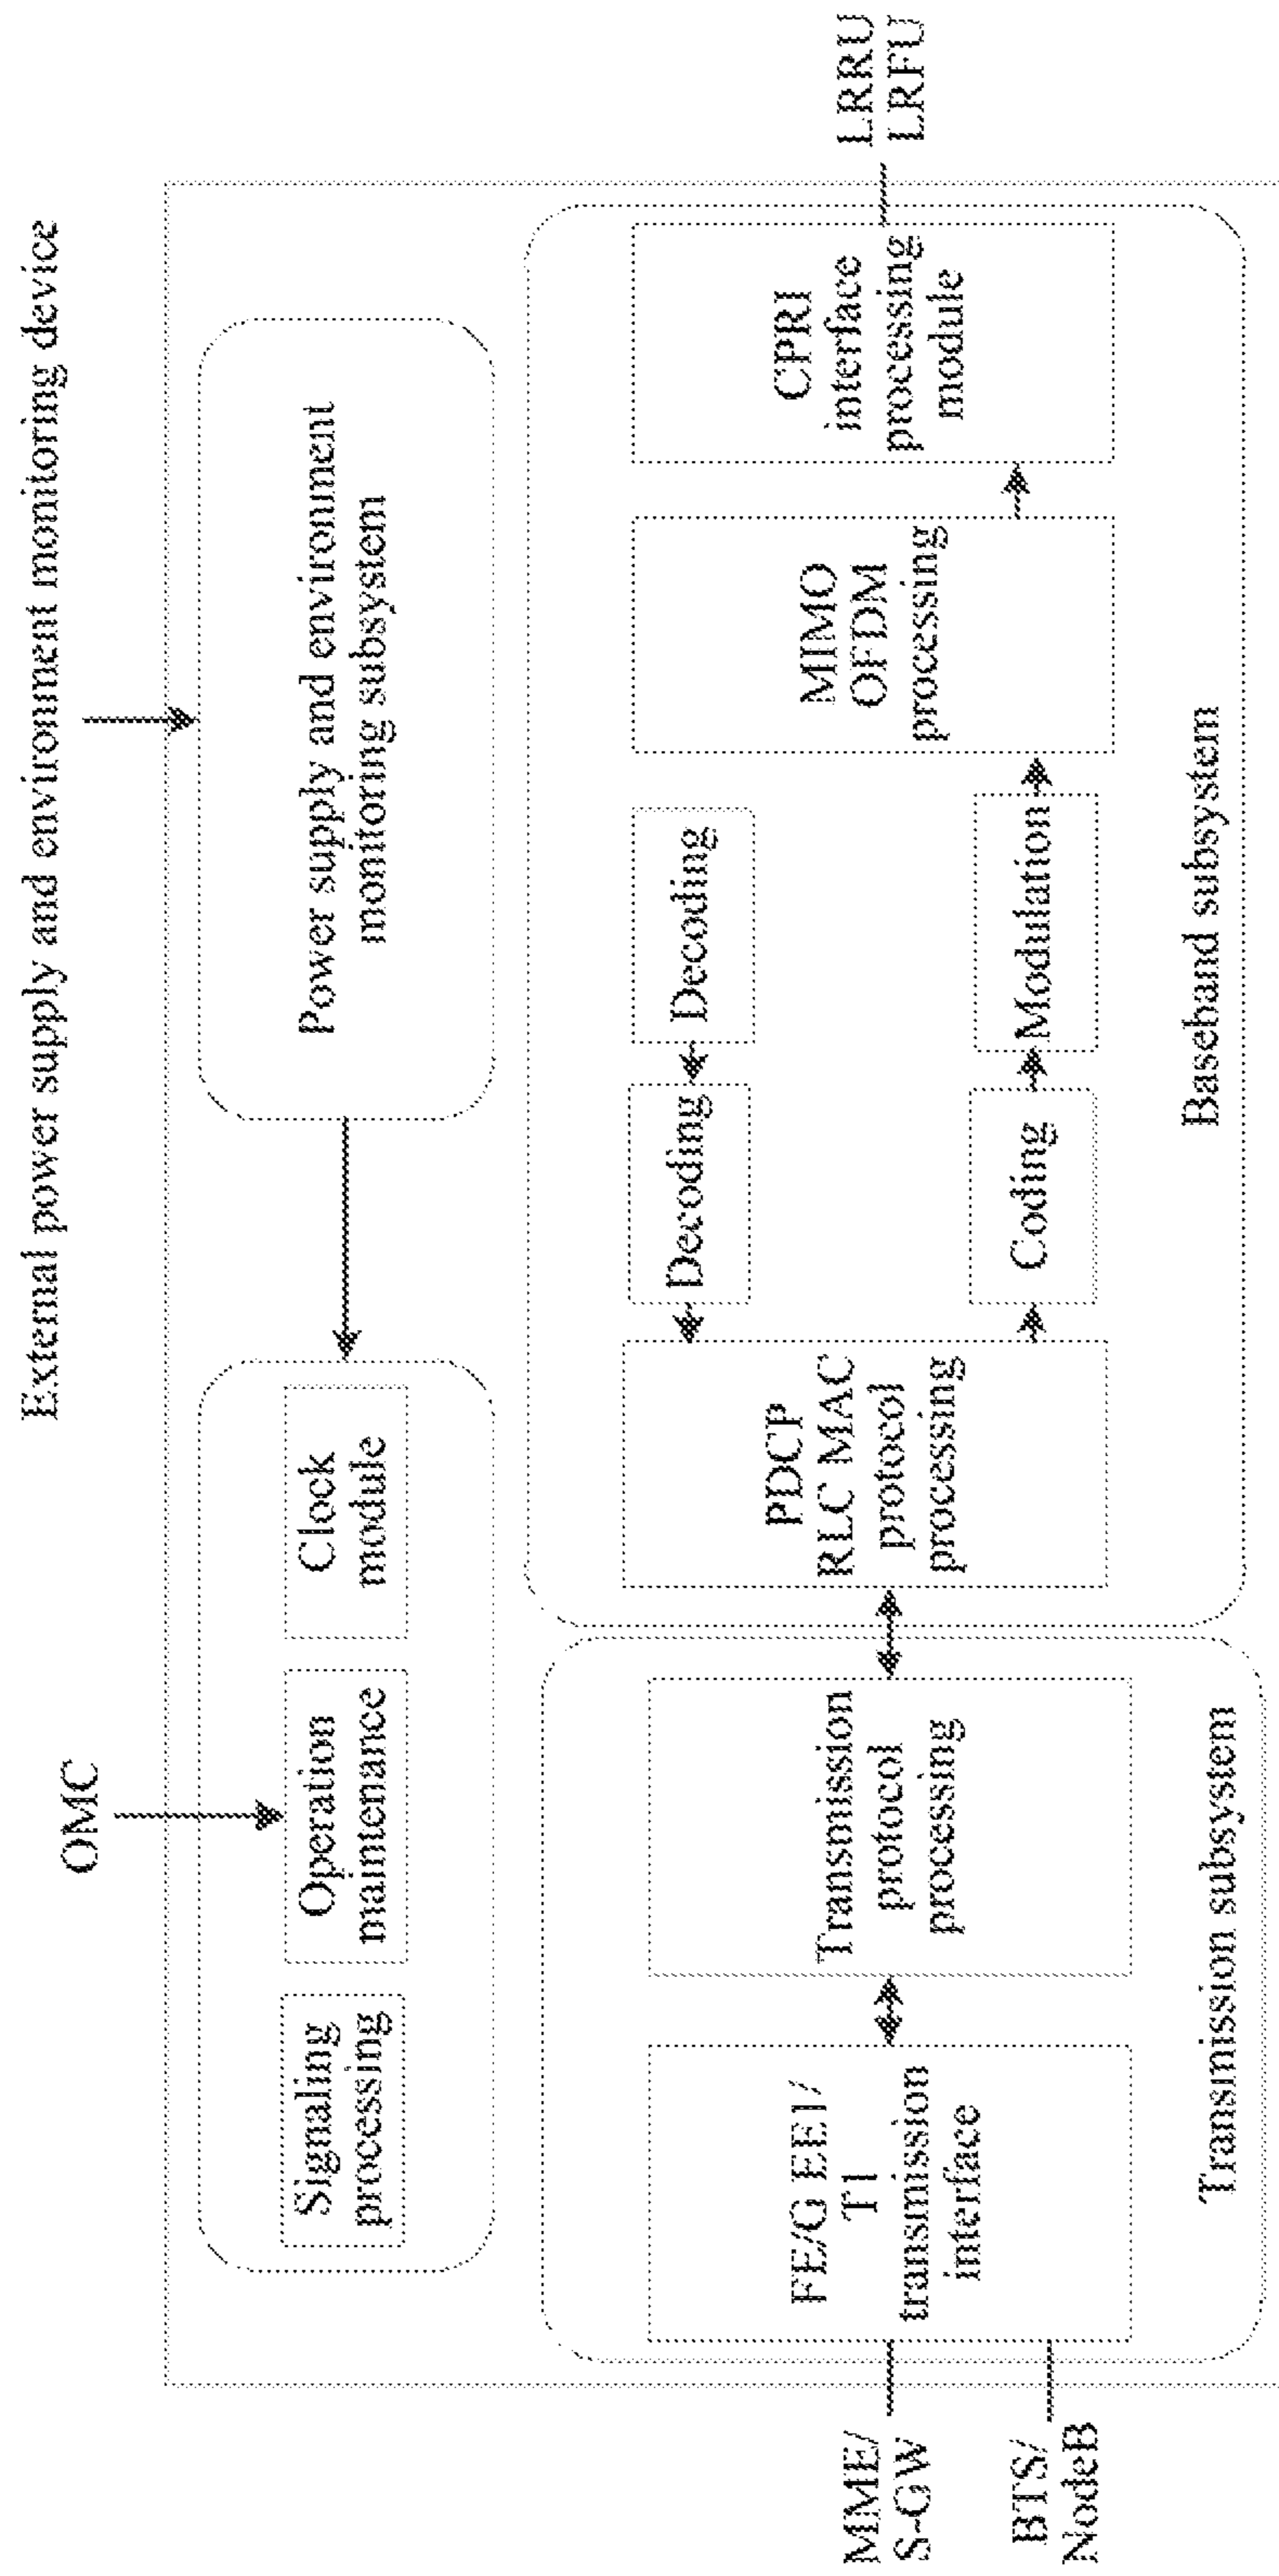 External power supply and environment monitoring device
OMC
Signaling
processing
Operation
maintenance
Clock
module
Power supply and environment
monitoring subsystem
MME/
S-GW
BTS/
NodeB
FE/G EE1/
T1
transmission
interface
Transmission
protocol
processing
Transmission subsystem
PDCP
RLC MAC
protocol
processing
Decoding
Decoding
Coding
Modulation
MIMO
OFDM
processing
CPRI
interface
processing
module
Baseband subsystem
LRRU
LRFU